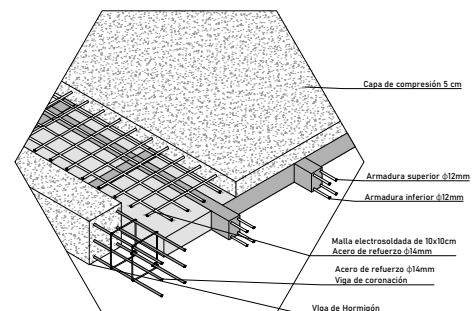 Capa de compresión 5 cm
Armadura superior ϕ12mm
Armadura inferior ϕ12mm
Malla electrosoldada de 10x10cm
Acero de refuerzo ϕ14mm
Acero de refuerzo ϕ14mm
Viga de coronación
VIga de Hormigón